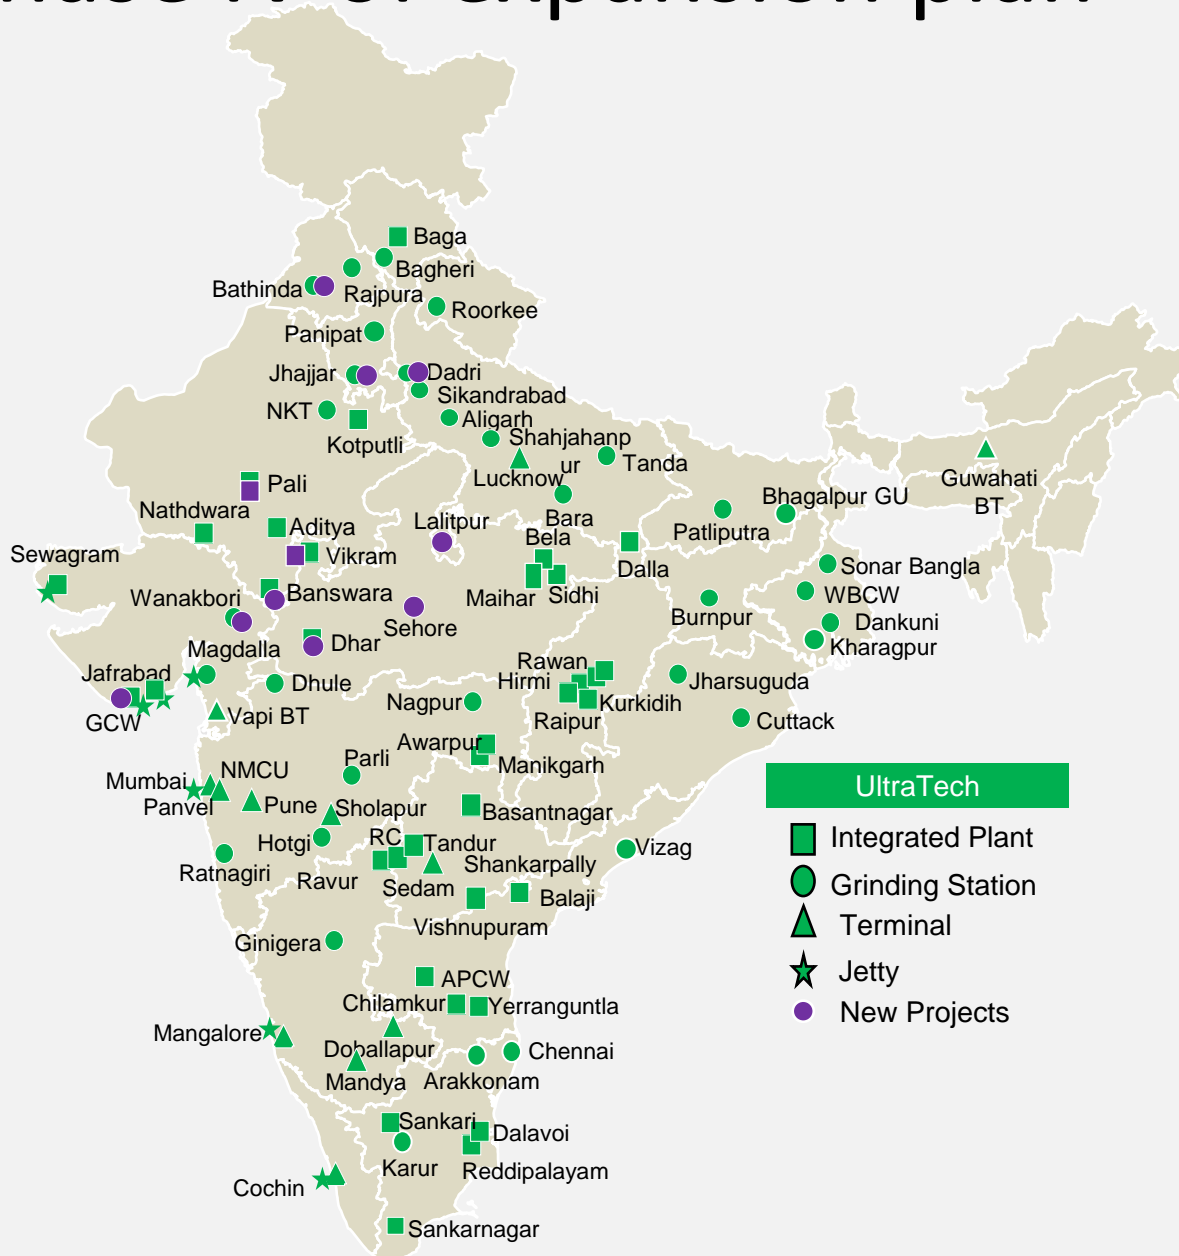 expansion plan
Baga
Bagheri
Bathinda
Rajpura
Roorkee
Panipat
Jhajjar
Dadri
Sikandrabad
NKT
Aligarh
Kotputli
Shahjahanp
ur
Lucknow
Tanda
Guwahati
BT
Pali
Bhagalpur GU
Nathdwara
Aditya
Lalitpur
Bara
Patliputra
Bela
Vikram
Sewagram
Dalla
Sonar Bangla
Banswara
Maihar
Sidhi
WBCW
Wanakbori
Sehore
Burnpur
Dankuni
Dhar
Kharagpur
Magdalla
Jafrabad
Rawan
Hirmi
Dhule
Jharsuguda
Nagpur
Kurkidih
GCW
Vapi BT
Raipur
Cuttack
Awarpur
Parli
Manikgarh
NMCU
Mumbai
Panvel
Pune
Sholapur
Basantnagar
UltraTech
Integrated Plant
Grinding Station
Terminal
Jetty
New Projects
Hotgi
RC
Tandur
Vizag
Ratnagiri
Ravur
Shankarpally
Sedam
Balaji
Vishnupuram
Ginigera
APCW
Chilamkur
Yerranguntla
Mangalore
Doballapur
Chennai
Mandya
Arakkonam
Sankari
Dalavoi
Karur
Reddipalayam
Cochin
Sankarnagar